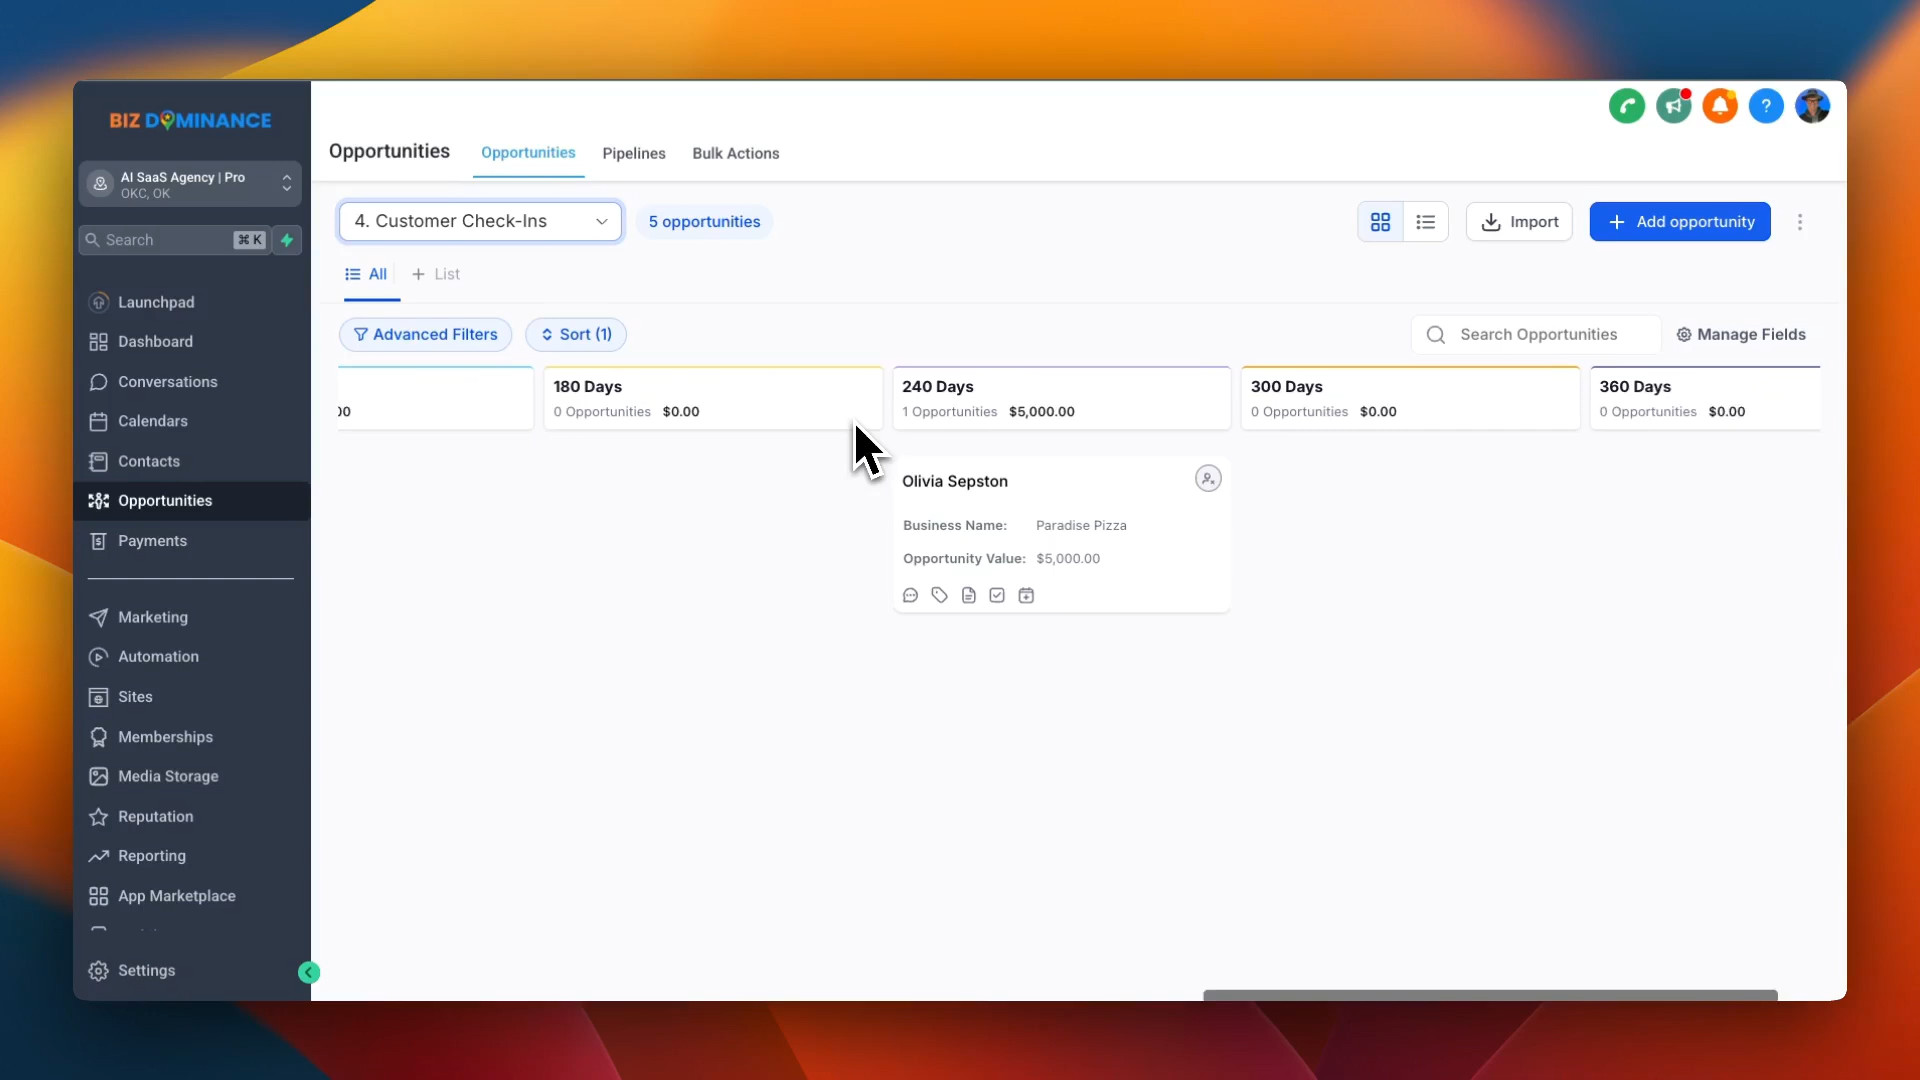 BIZ DOMINANCE
AI SaaS Agency | Pro
OKC, OK
Search
⌘ K
Launchpad
Dashboard
Conversations
Calendars
Contacts
Opportunities
Payments
Marketing
Automation
Sites
Memberships
Media Storage
Reputation
Reporting
App Marketplace
Settings
Opportunities
Opportunities
Pipelines
Bulk Actions
?
4. Customer Check-Ins
5 opportunities
Import
Add opportunity
All
List
Advanced Filters
Sort (1)
Search Opportunities
Manage Fields
00
180 Days
0 Opportunities $0.00
240 Days
1 Opportunities $5,000.00
300 Days
0 Opportunities $0.00
360 Days
0 Opportunities $0.00
Olivia Sepston
Business Name: Paradise Pizza
Opportunity Value: $5,000.00